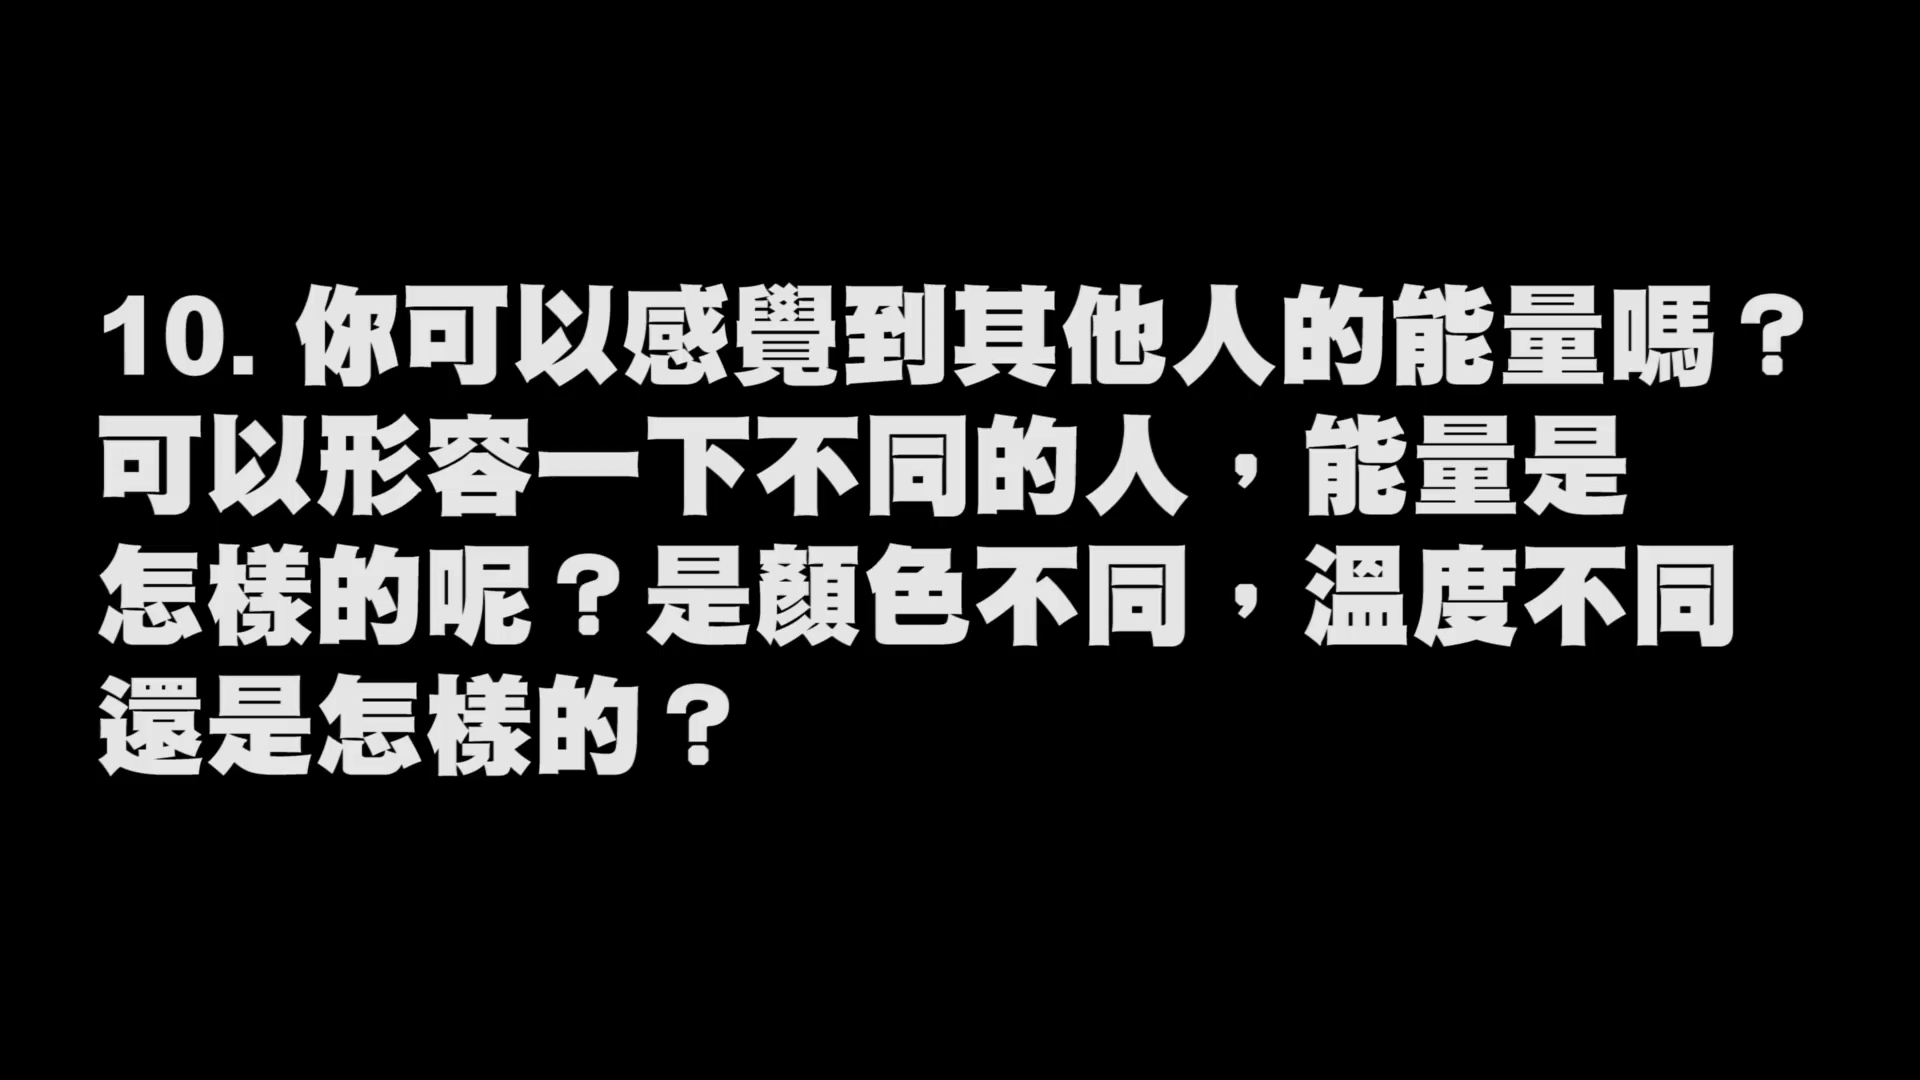 10. 你可以感覺到其他人的能量嗎？
可以形容一下不同的人，能量是
怎樣的呢？是顏色不同，溫度不同
還是怎樣的？